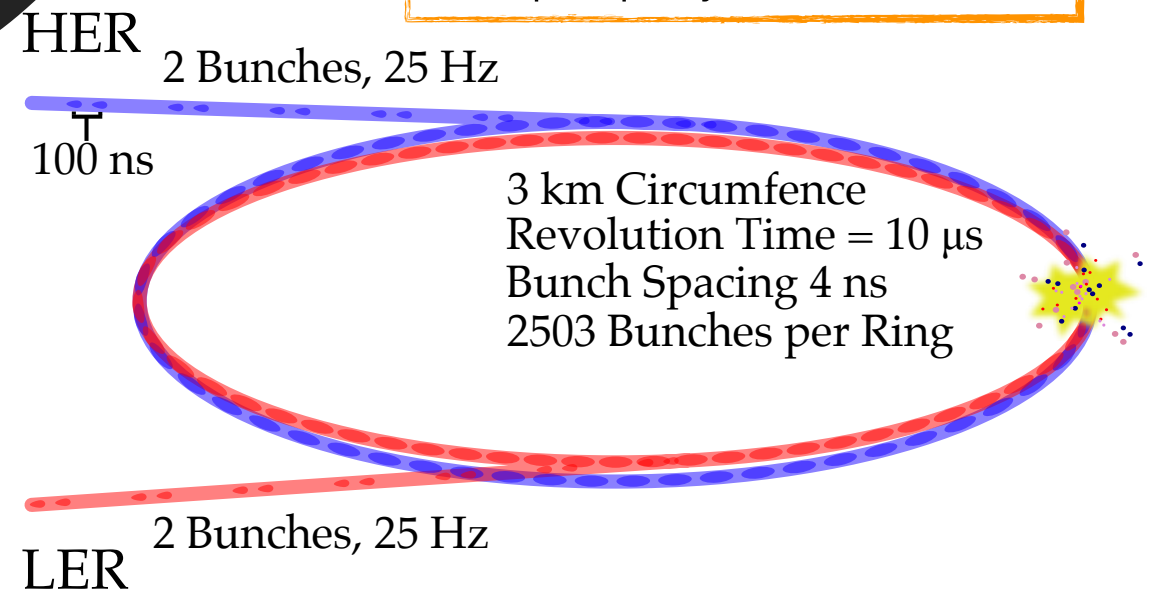 HER
2 Bunches, 25 Hz
100 ns
3 km Circumfence
Revolution Time = 10 μs
Bunch Spacing 4 ns
2503 Bunches per Ring
2 Bunches, 25 Hz
LER